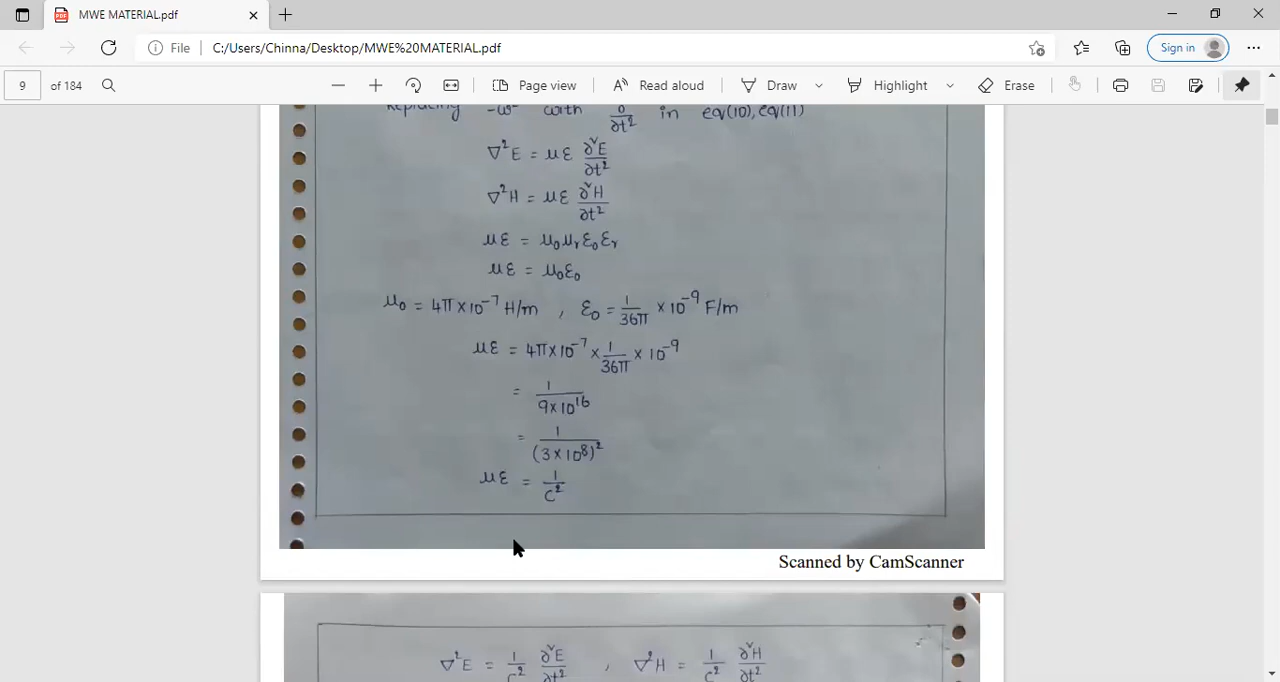 MWE MATERIAL.pdf
File
C:/Users/Chinna/Desktop/MWE%20MATERIAL.pdf
Sign in
9 of 184
Page view
Read aloud
Draw
Highlight
Erase
Replacing -ω² with ∂/∂t² in eq(10), eq(11)
∇²E = με ∂²E/∂t²
∇²H = με ∂²H/∂t²
με = μ₀μᵣε₀εᵣ
με = μ₀ε₀
μ₀ = 4π×10⁻⁷ H/m , ε₀ = 1/36π × 10⁻⁹ F/m
με = 4π×10⁻⁷ × 1/36π × 10⁻⁹
= 1/9×10¹⁶
= 1/(3×10⁸)²
με = 1/c²
Scanned by CamScanner
∇²E = 1/c² ∂²E/∂t² , ∇²H = 1/c² ∂²H/∂t²